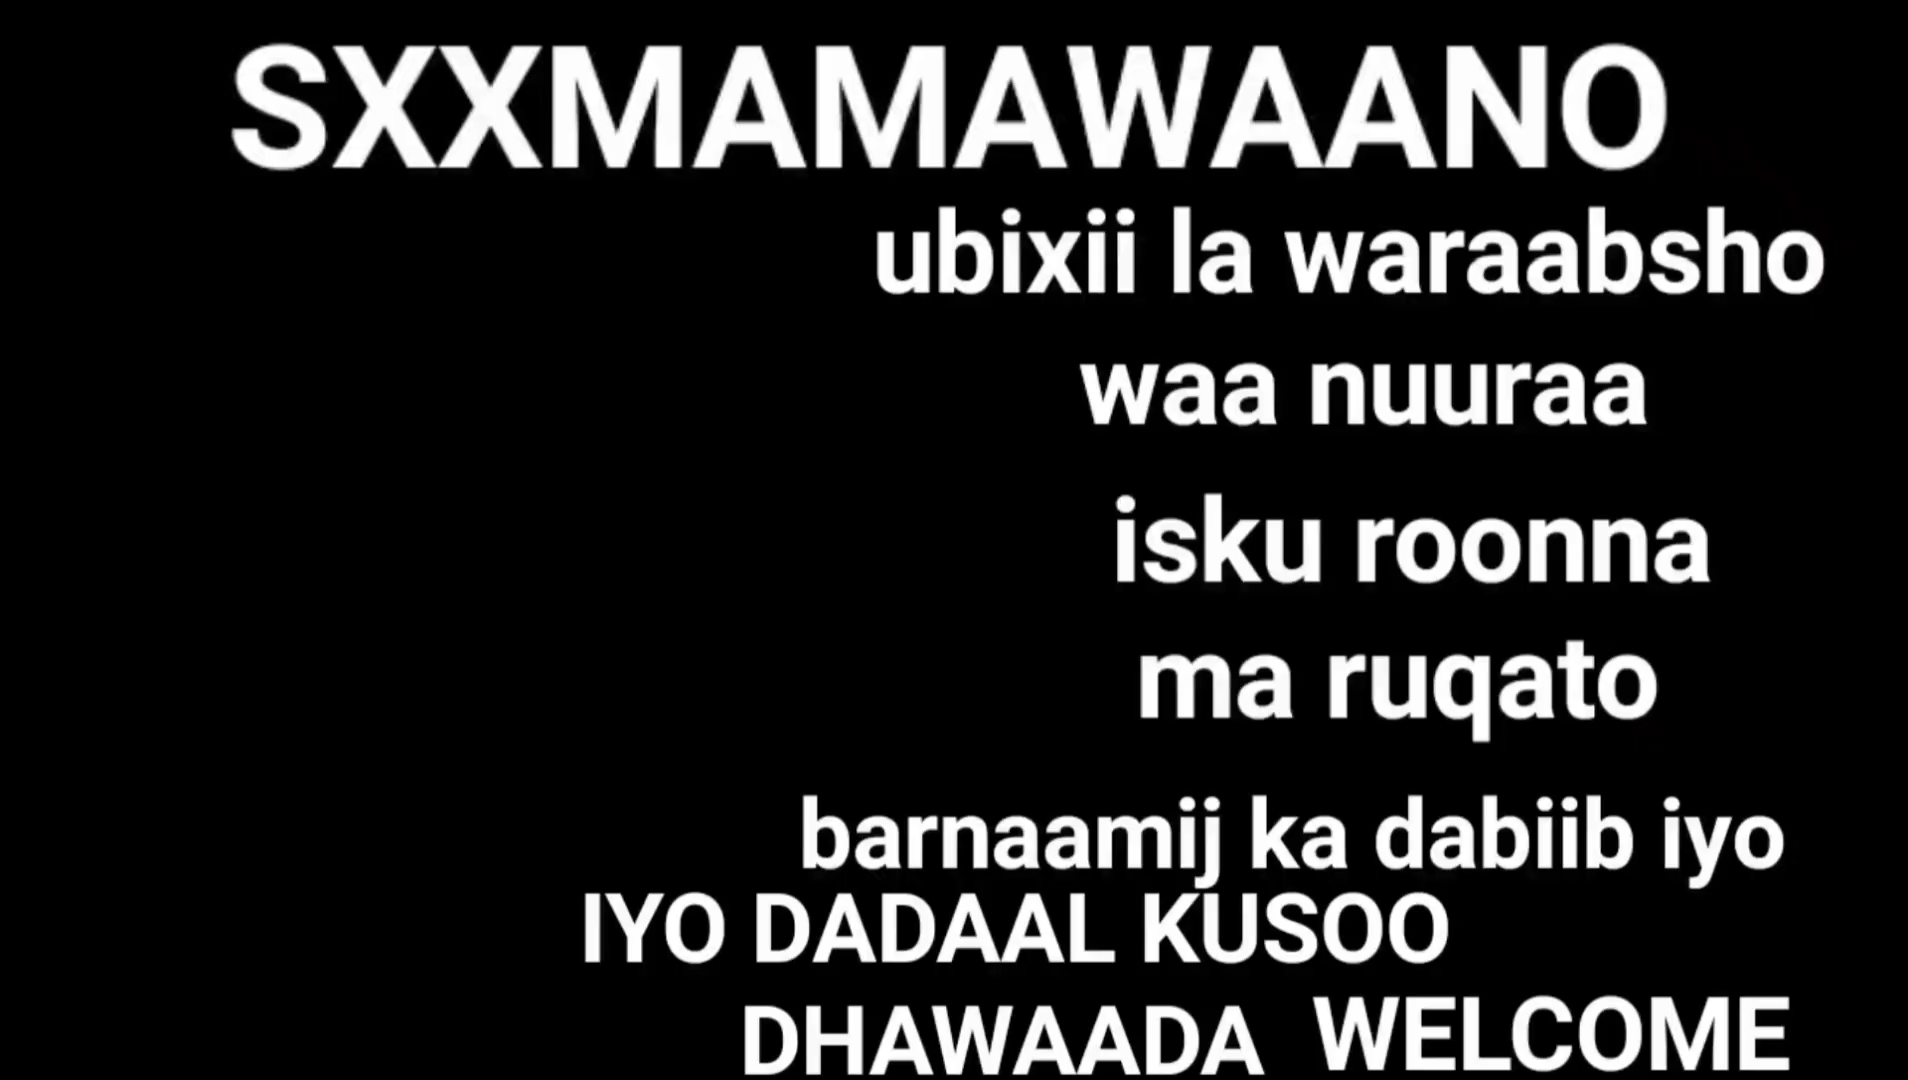 SXXMAMAWAANO
ubixii la waraabsho
waa nuuraa
isku roonna
ma ruqato
barnaamij ka dabiib iyo
IYO DADAAL KUSOO
DHAWAADA WELCOME